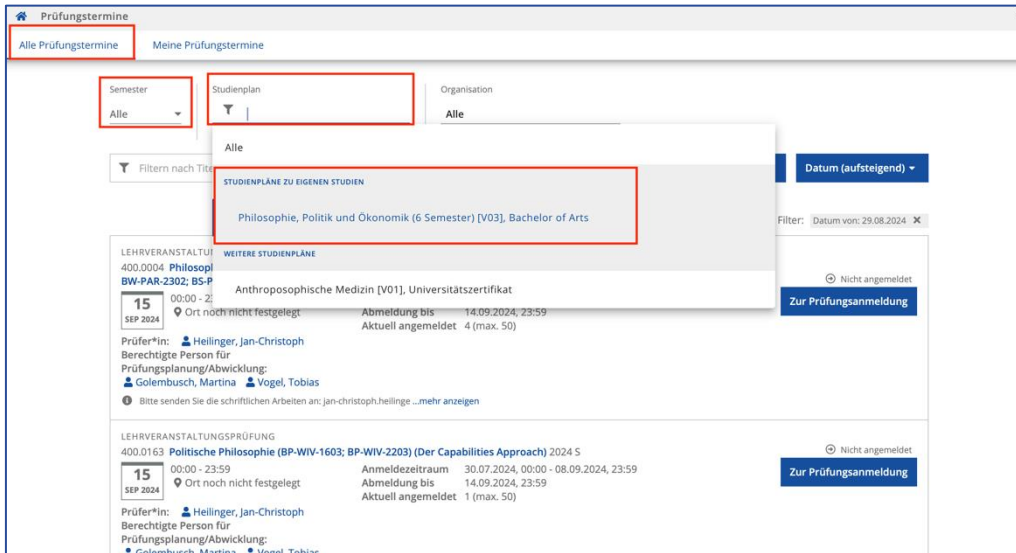 Prüfungstermine
Alle Prüfungstermine Meine Prüfungstermine
Semester Studienplan Organisation
Alle Alle
Alle
Filtern nach Datum (aufsteigend)
STUDIENPLÄNE ZU EIGENEN STUDIEN
Philosophie, Politik und Ökonomik (6 Semester) [V03], Bachelor of Arts
Filter: Datum von: 29.08.2024 X
WEITERE STUDIENPLÄNE
Anthroposophische Medizin [V01], Universitätszertifikat
400.0004
BW-PAR-2302;
Nicht angemeldet
Zur Prüfungsanmeldung
15 00:00 -
SEP 2024 Ort noch nicht festgelegt Abmeldung bis 14.09.2024, 23:59
Aktuell angemeldet 4 (max. 50)
Prüfer*in: Heilinger, Jan-Christoph
Berechtigte Person für
Prüfungsplanung/Abwicklung:
Golembusch, Martina Vogel, Tobias
Bitte senden Sie die schriftlichen Arbeiten an: jan-christoph.heilinge ...mehr anzeigen
LEHRVERANSTALTUNGSPRÜFUNG
400.0163 Politische Philosophie (BP-WIV-1603; BP-WIV-2203) (Der Capabilities Approach) 2024 S
Nicht angemeldet
Zur Prüfungsanmeldung
15 00:00 - 23:59 Anmeldezeitraum 30.07.2024, 00:00 - 08.09.2024, 23:59
SEP 2024 Ort noch nicht festgelegt Abmeldung bis 14.09.2024, 23:59
Aktuell angemeldet 1 (max. 50)
Prüfer*in: Heilinger, Jan-Christoph
Berechtigte Person für
Prüfungsplanung/Abwicklung:
Golembusch, Martina Vogel, Tobias